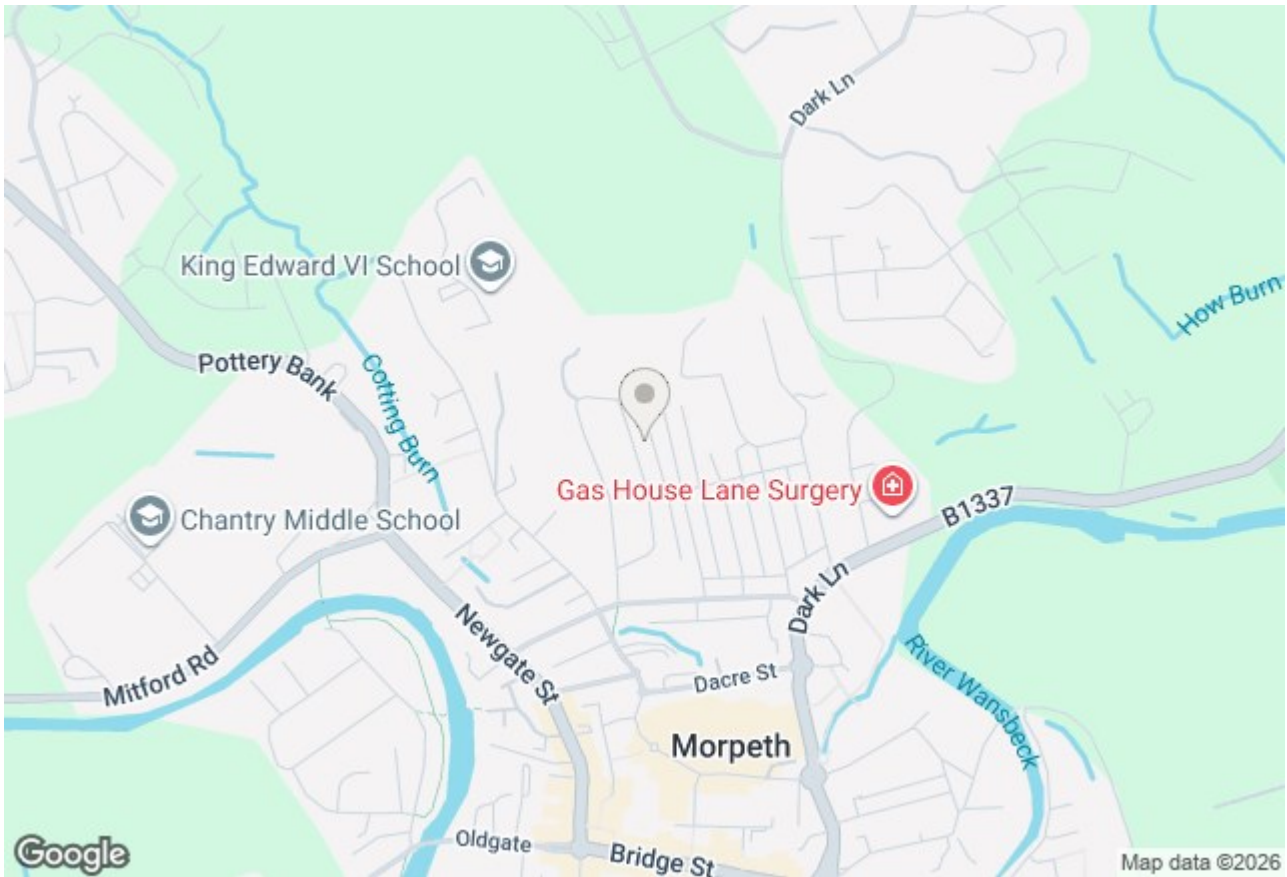 Dark Ln
King Edward VI School
How Burn
Pottery Bank
Cotting Burn
Gas House Lane Surgery
B1337
Chantry Middle School
Dark Ln
Newgate St
River Wansbeck
Mitford Rd
Dacre St
Morpeth
Oldgate
Bridge St
Google
Map data ©2026